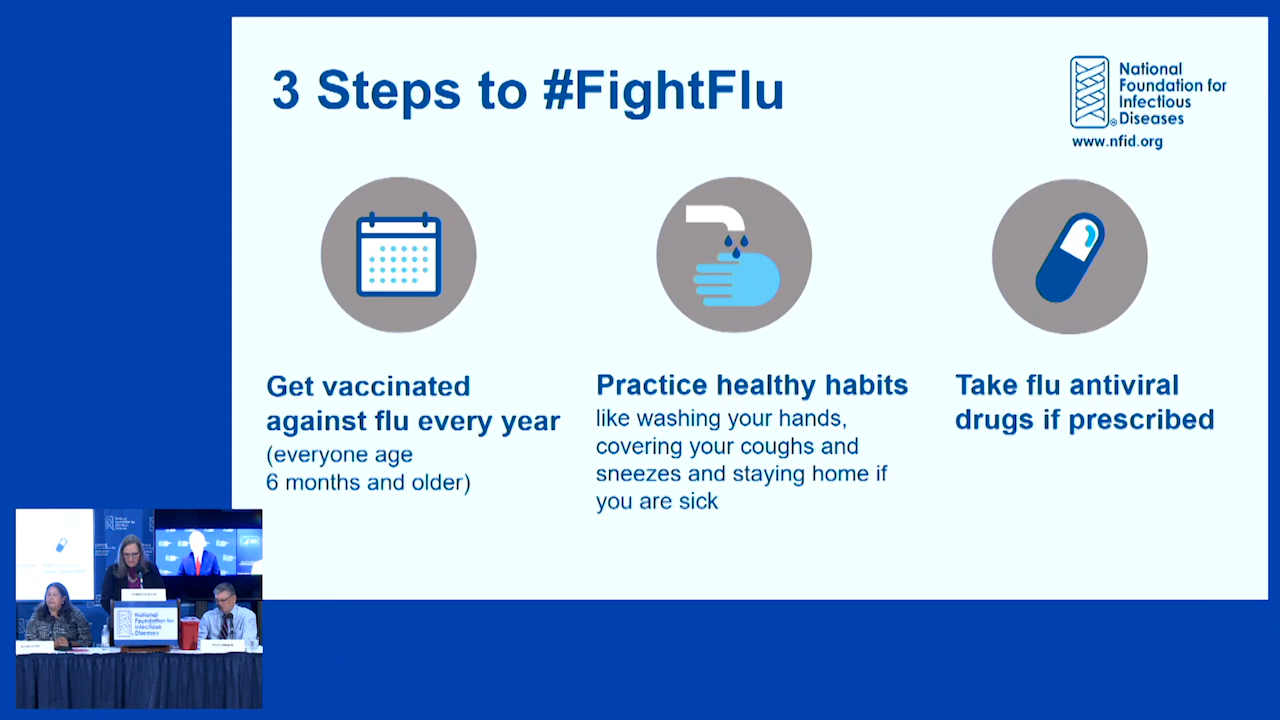 3 Steps to #FightFlu
National
Foundation for
Infectious
Diseases
®
www.nfid.org
Get vaccinated
against flu every year
(everyone age
6 months and older)
Practice healthy habits
like washing your hands,
covering your coughs and
sneezes and staying home if
you are sick
Take flu antiviral
drugs if prescribed
National
Foundation for
Infectious
Diseases